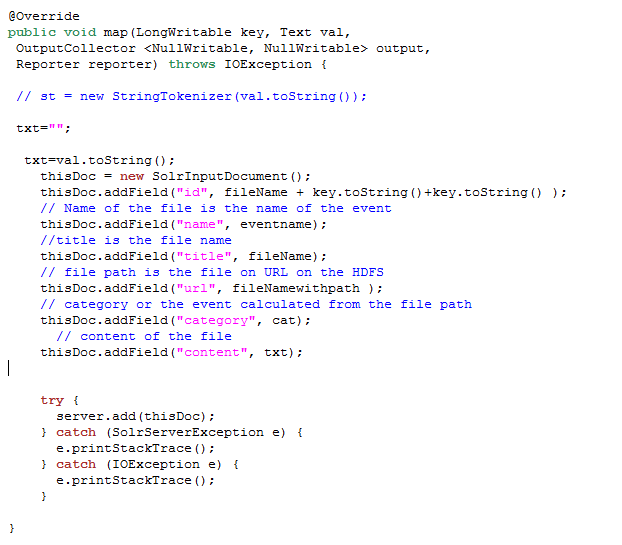 @Override
public void map(LongWritable key, Text val,
 OutputCollector <NullWritable, NullWritable> output,
 Reporter reporter) throws IOException {

 // st = new StringTokenizer(val.toString());

 txt="";

  txt=val.toString();
    thisDoc = new SolrInputDocument();
    thisDoc.addField("id", fileName + key.toString()+key.toString() );
    // Name of the file is the name of the event
    thisDoc.addField("name", eventname);
    //title is the file name
    thisDoc.addField("title", fileName);
    // file path is the file on URL on the HDFS
    thisDoc.addField("url", fileNamewithpath );
    // category or the event calculated from the file path
    thisDoc.addField("category", cat);
      // content of the file
    thisDoc.addField("content", txt);


    try {
      server.add(thisDoc);
    } catch (SolrServerException e) {
      e.printStackTrace();
    } catch (IOException e) {
      e.printStackTrace();
    }

}